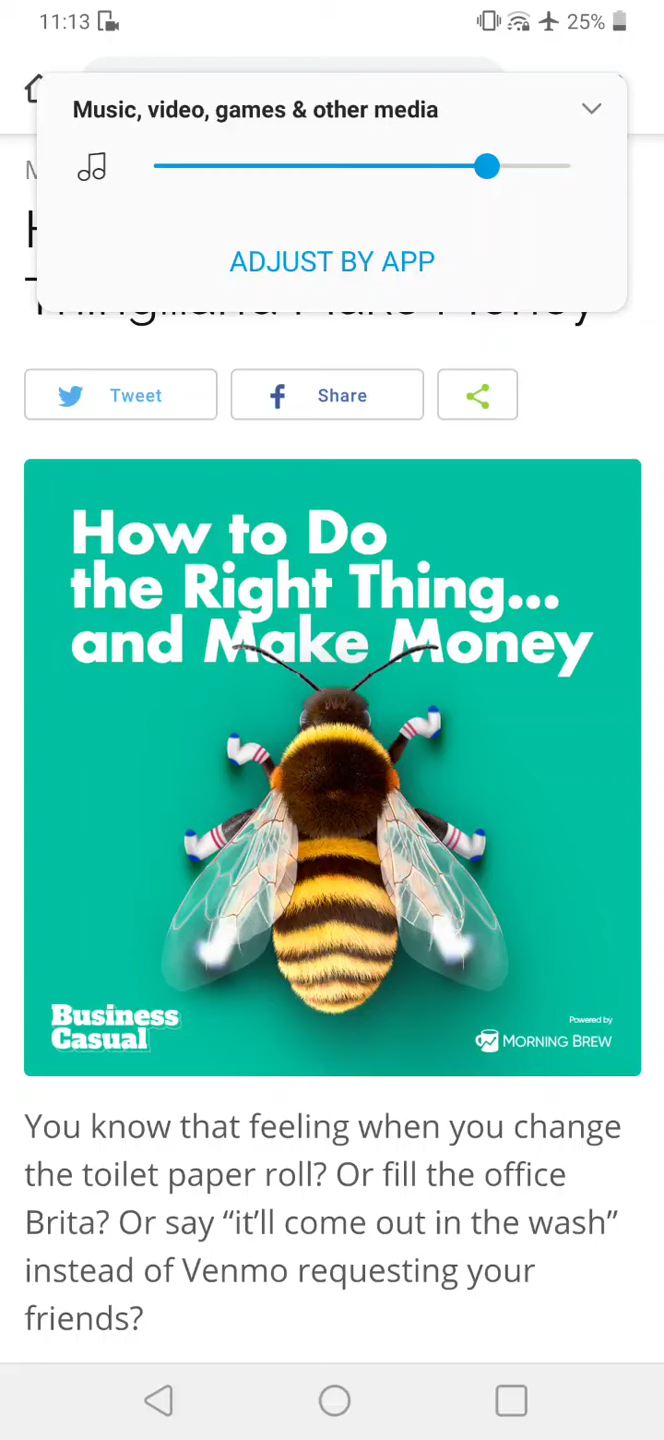 11:13
25%
Music, video, games & other media
ADJUST BY APP
Tweet
Share
How to Do
the Right Thing...
and Make Money
Business
Casual
Powered by
MORNING BREW
You know that feeling when you change
the toilet paper roll? Or fill the office
Brita? Or say “it’ll come out in the wash”
instead of Venmo requesting your
friends?